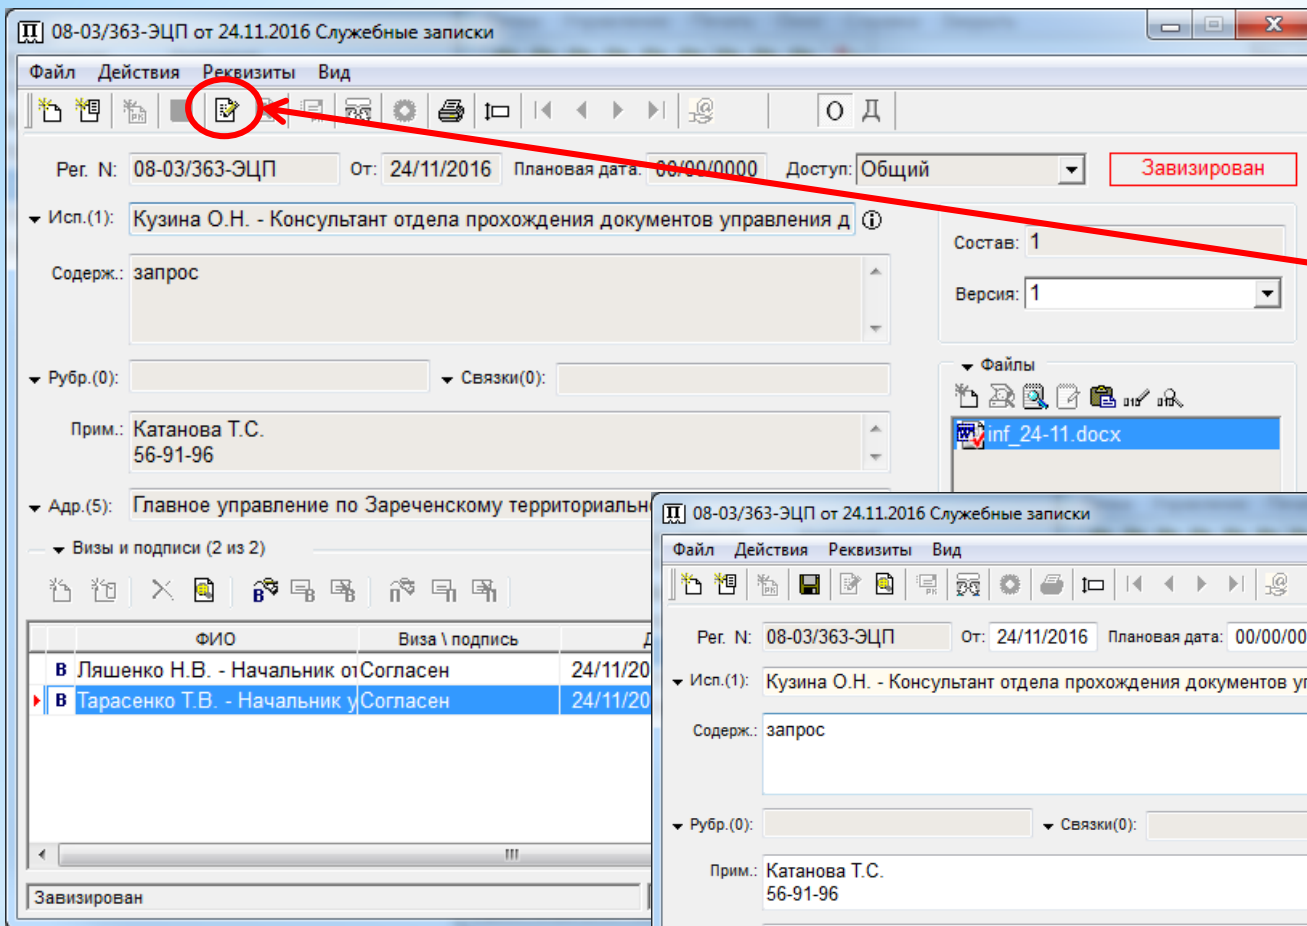 08-03/363-ЭЦП от 24.11.2016 Служебные записки
Файл Действия Реквизиты Вид
О Д
Рег. N: 08-03/363-ЭЦП От: 24/11/2016 Плановая дата: 00/00/0000 Доступ: Общий Завизирован
Исп.(1): Кузина О.Н. - Консультант отдела прохождения документов управления д
Состав: 1
Содерж.: запрос
Версия: 1
Файлы
Рубр.(0): Связки(0):
Прим.: Катанова Т.С.
56-91-96
inf_24-11.docx
Адр.(5): Главное управление по Зареченскому территориальн
Визы и подписи (2 из 2)
ФИО Виза \ подпись Д
В Ляшенко Н.В. - Начальник от Согласен 24/11/20
В Тарасенко Т.В. - Начальник у Согласен 24/11/20
Завизирован
08-03/363-ЭЦП от 24.11.2016 Служебные записки
Файл Действия Реквизиты Вид
Рег. N: 08-03/363-ЭЦП От: 24/11/2016 Плановая дата: 00/00/00
Исп.(1): Кузина О.Н. - Консультант отдела прохождения документов уп
Содерж.: запрос
Рубр.(0): Связки(0):
Прим.: Катанова Т.С.
56-91-96